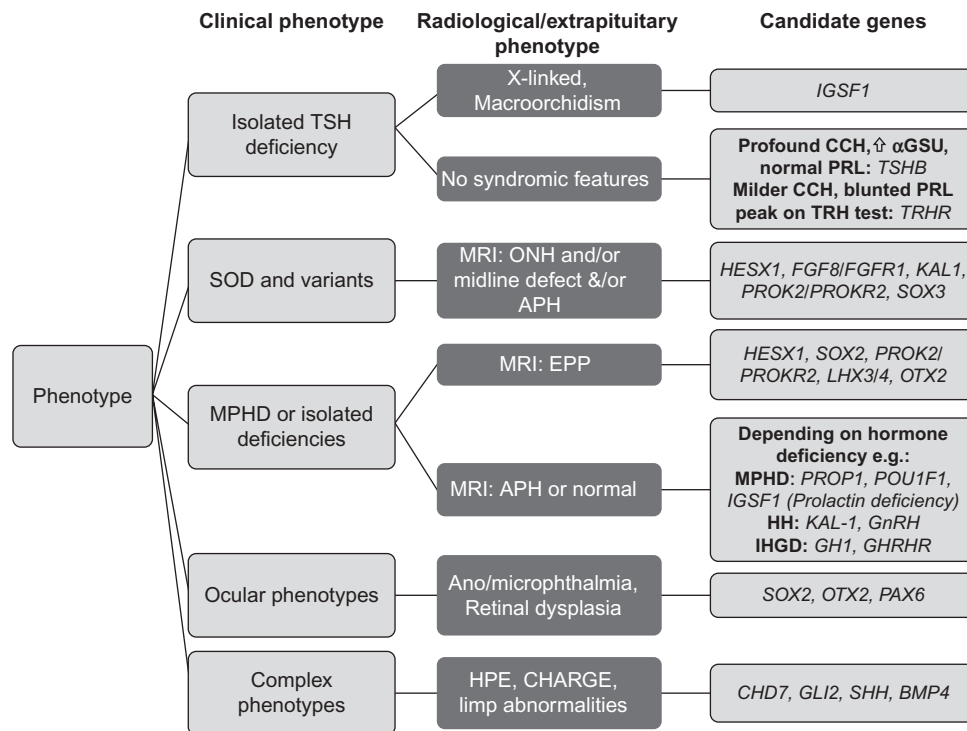 Clinical phenotype
Radiological/extrapituitary
phenotype
Candidate genes
Phenotype
Isolated TSH
deficiency
X-linked,
Macroorchidism
IGSF1
No syndromic features
Profound CCH, ⇧ αGSU,
normal PRL: TSHB
Milder CCH, blunted PRL
peak on TRH test: TRHR
SOD and variants
MRI: ONH and/or
midline defect &/or
APH
HESX1, FGF8/FGFR1, KAL1,
PROK2/PROKR2, SOX3
MPHD or isolated
deficiencies
MRI: EPP
HESX1, SOX2, PROK2/
PROKR2, LHX3/4, OTX2
MRI: APH or normal
Depending on hormone
deficiency e.g.:
MPHD: PROP1, POU1F1,
IGSF1 (Prolactin deficiency)
HH: KAL-1, GnRH
IHGD: GH1, GHRHR
Ocular phenotypes
Ano/microphthalmia,
Retinal dysplasia
SOX2, OTX2, PAX6
Complex
phenotypes
HPE, CHARGE,
limp abnormalities
CHD7, GLI2, SHH, BMP4